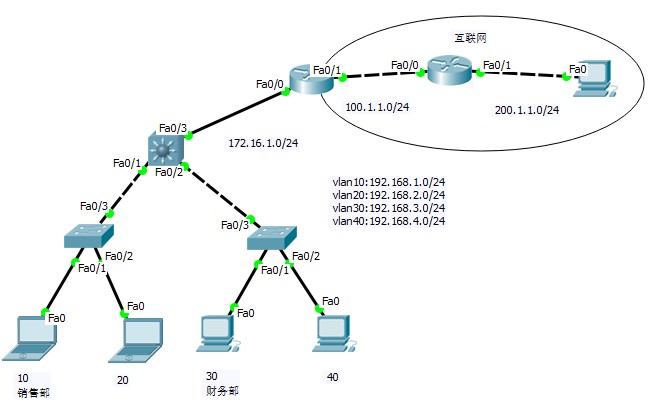 互联网
Fa0/1
Fa0/0
Fa0/1
Fa0
Fa0/0
100.1.1.0/24
200.1.1.0/24
Fa0/3
172.16.1.0/24
Fa0/1
Fa0/2
vlan10:192.168.1.0/24
vlan20:192.168.2.0/24
vlan30:192.168.3.0/24
vlan40:192.168.4.0/24
Fa0/3
Fa0/3
Fa0/2
Fa0/1
Fa0/2
Fa0/1
Fa0
Fa0
Fa0
Fa0
10
销售部
20
30
财务部
40